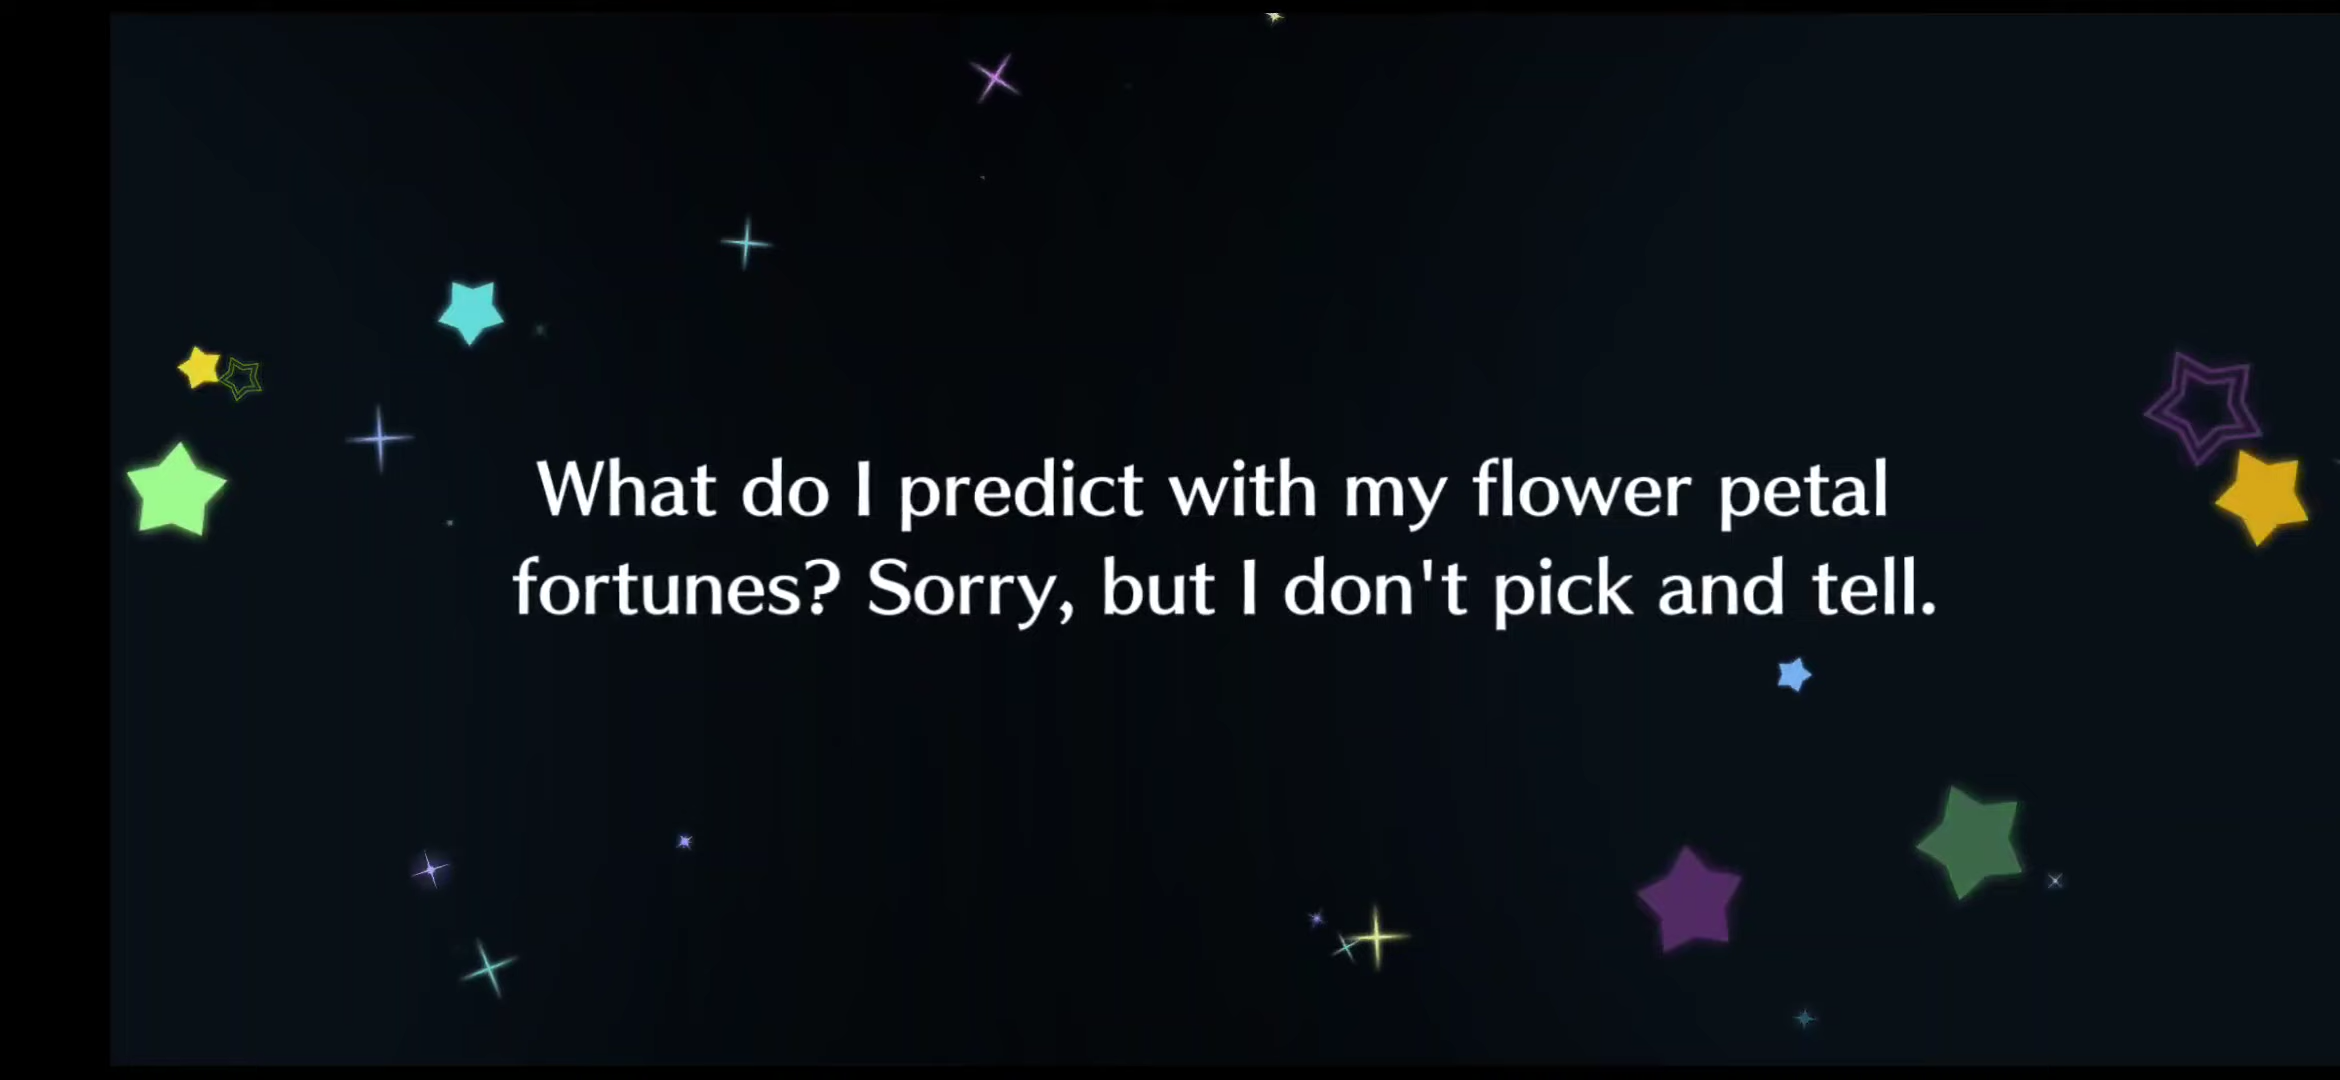 What do I predict with my flower petal
fortunes? Sorry, but I don't pick and tell.